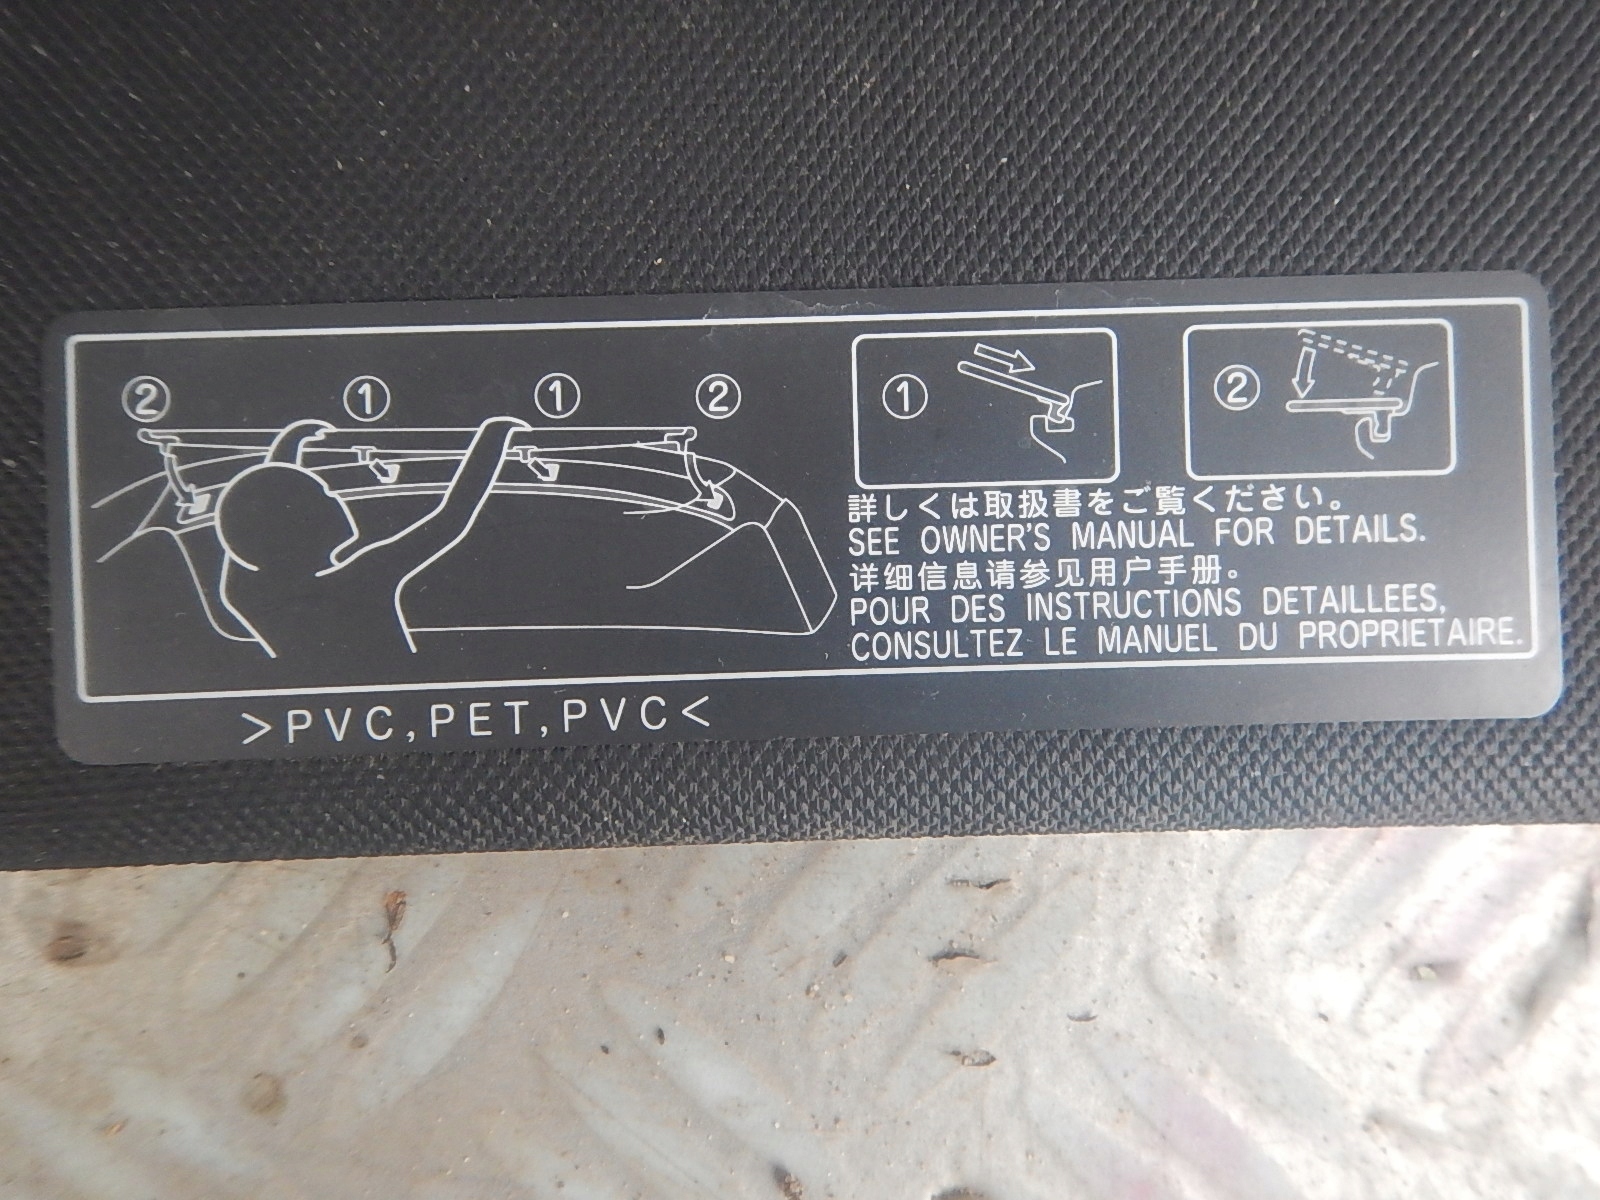 ② ① ① ②
① ②
詳しくは取扱書をご覧ください。
SEE OWNER'S MANUAL FOR DETAILS.
详细信息请参见用户手册。
POUR DES INSTRUCTIONS DETAILLEES,
CONSULTEZ LE MANUEL DU PROPRIETAIRE.
>PVC,PET,PVC<